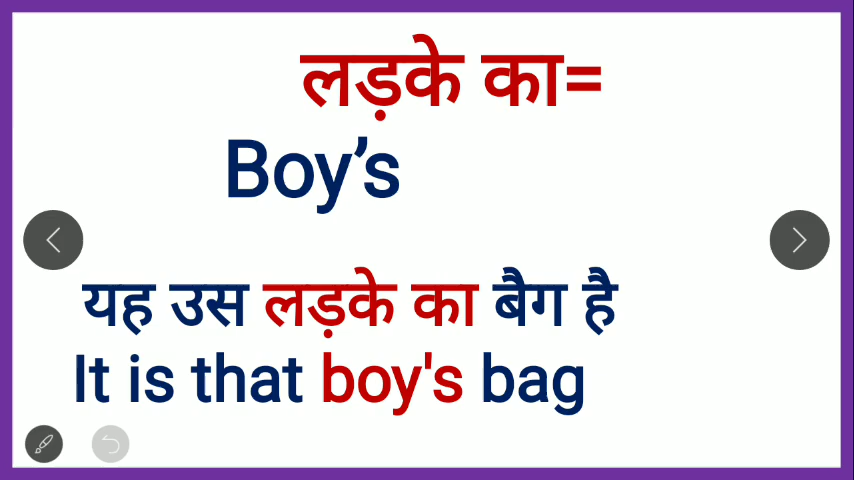 लड़के का=
Boy’s
यह उस लड़के का बैग है
It is that boy's bag